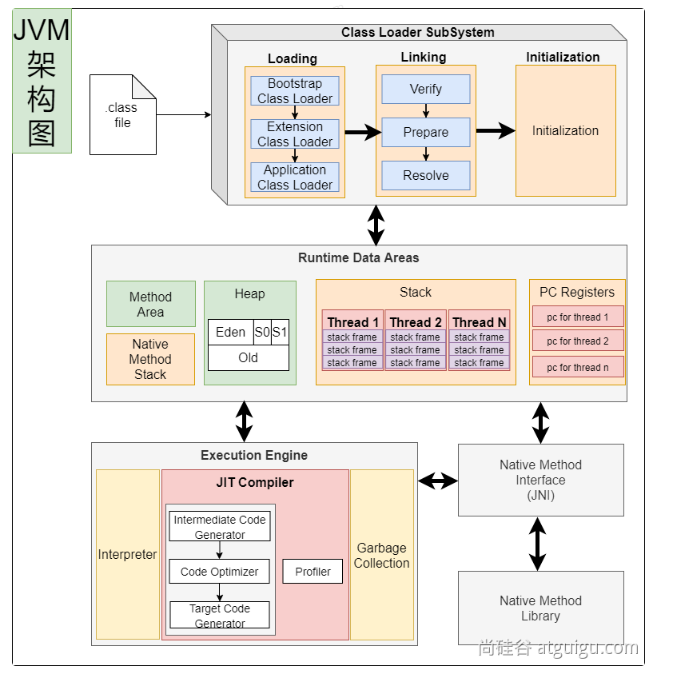 JVM
架
构
图
.class
file
Class Loader SubSystem
Loading
Bootstrap
Class Loader
Extension
Class Loader
Application
Class Loader
Linking
Verify
Prepare
Resolve
Initialization
Initialization
Runtime Data Areas
Method
Area
Native
Method
Stack
Heap
Eden S0 S1
Old
Stack
Thread 1
stack frame
stack frame
stack frame
Thread 2
stack frame
stack frame
stack frame
Thread N
stack frame
stack frame
stack frame
PC Registers
pc for thread 1
pc for thread 2
pc for thread n
Execution Engine
Interpreter
JIT Compiler
Intermediate Code
Generator
Code Optimizer
Target Code
Generator
Profiler
Garbage
Collection
Native Method
Interface
(JNI)
Native Method
Library
尚硅谷 atguigu.com